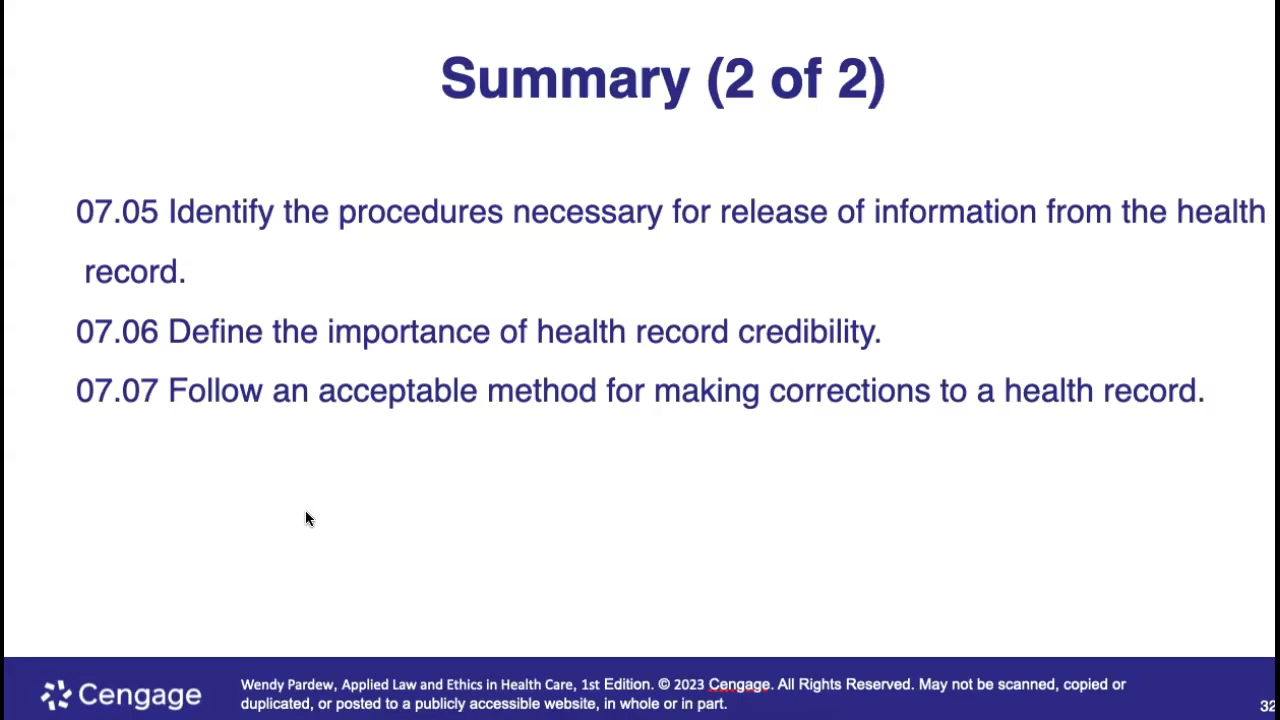 Summary (2 of 2)
07.05 Identify the procedures necessary for release of information from the health
record.
07.06 Define the importance of health record credibility.
07.07 Follow an acceptable method for making corrections to a health record.
Cengage
Wendy Pardew, Applied Law and Ethics in Health Care, 1st Edition. © 2023 Cengage. All Rights Reserved. May not be scanned, copied or
duplicated, or posted to a publicly accessible website, in whole or in part.
32